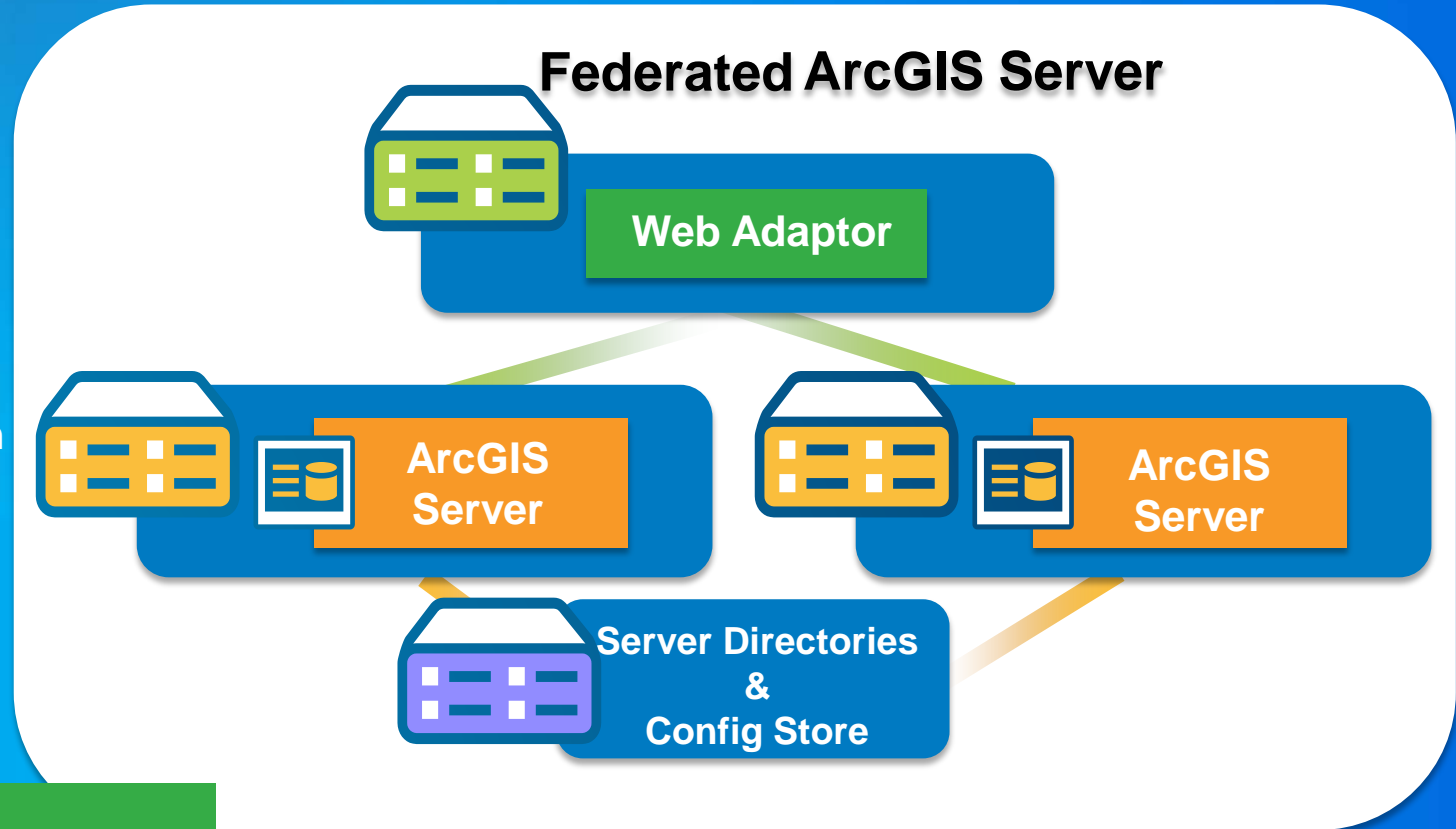 Federated ArcGIS Server
Web Adaptor
ArcGIS
Server
ArcGIS
Server
Server Directories
&
Config Store